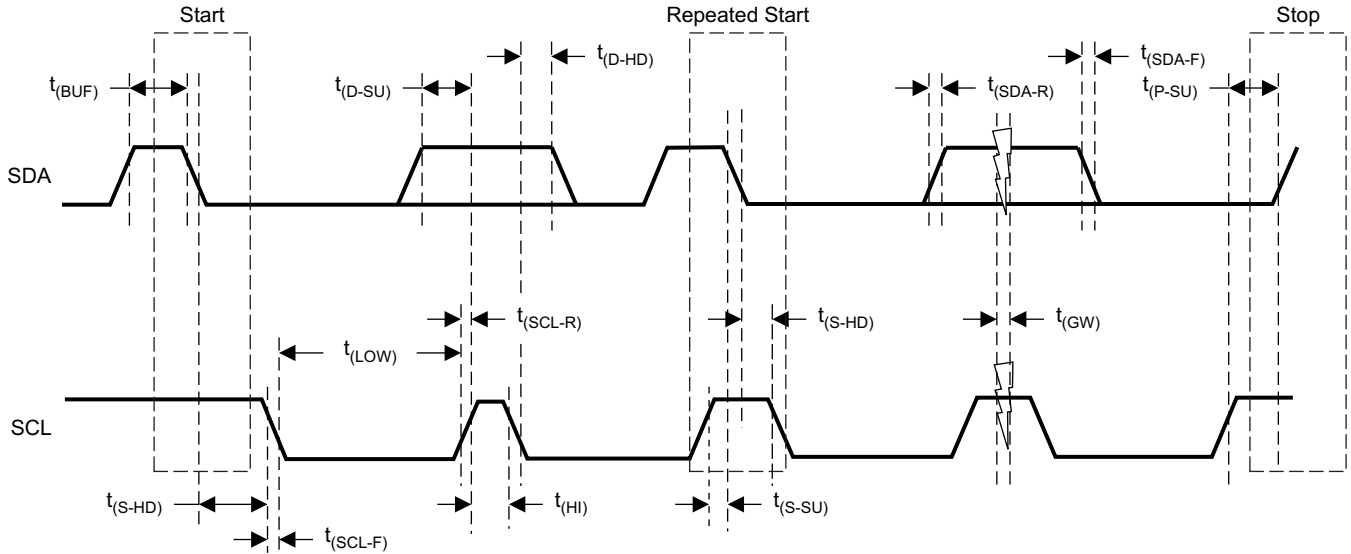 Start
Repeated Start
Stop
t(BUF)
t(D-SU)
t(D-HD)
t(SDA-R)
t(SDA-F)
t(P-SU)
SDA
t(LOW)
t(SCL-R)
t(S-HD)
t(GW)
SCL
t(S-HD)
t(SCL-F)
t(HI)
t(S-SU)